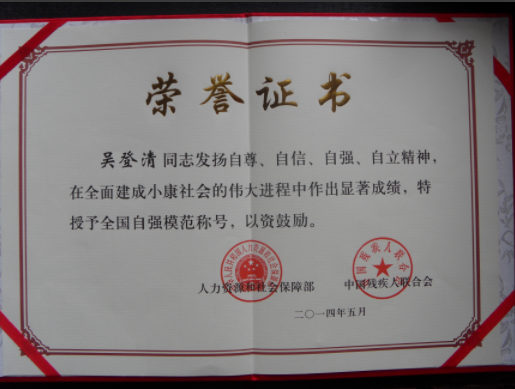 荣誉证书
吴登清同志发扬自尊、自信、自强、自立精神，
在全面建成小康社会的伟大进程中作出显著成绩，特
授予全国自强模范称号，以资鼓励。
人力资源和社会保障部
中国残疾人联合会
二〇一四年五月